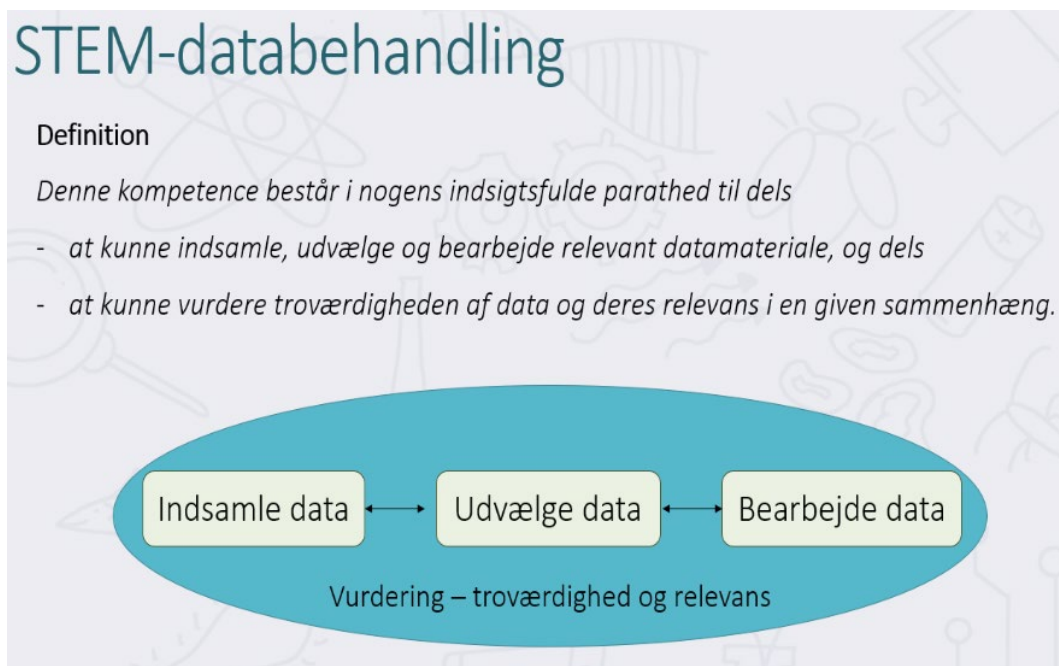 STEM-databehandling
Definition
Denne kompetence består i nogens indsigtsfulde parathed til dels
- at kunne indsamle, udvælge og bearbejde relevant datamateriale, og dels
- at kunne vurdere troværdigheden af data og deres relevans i en given sammenhæng.
Indsamle data
Udvælge data
Bearbejde data
Vurdering – troværdighed og relevans